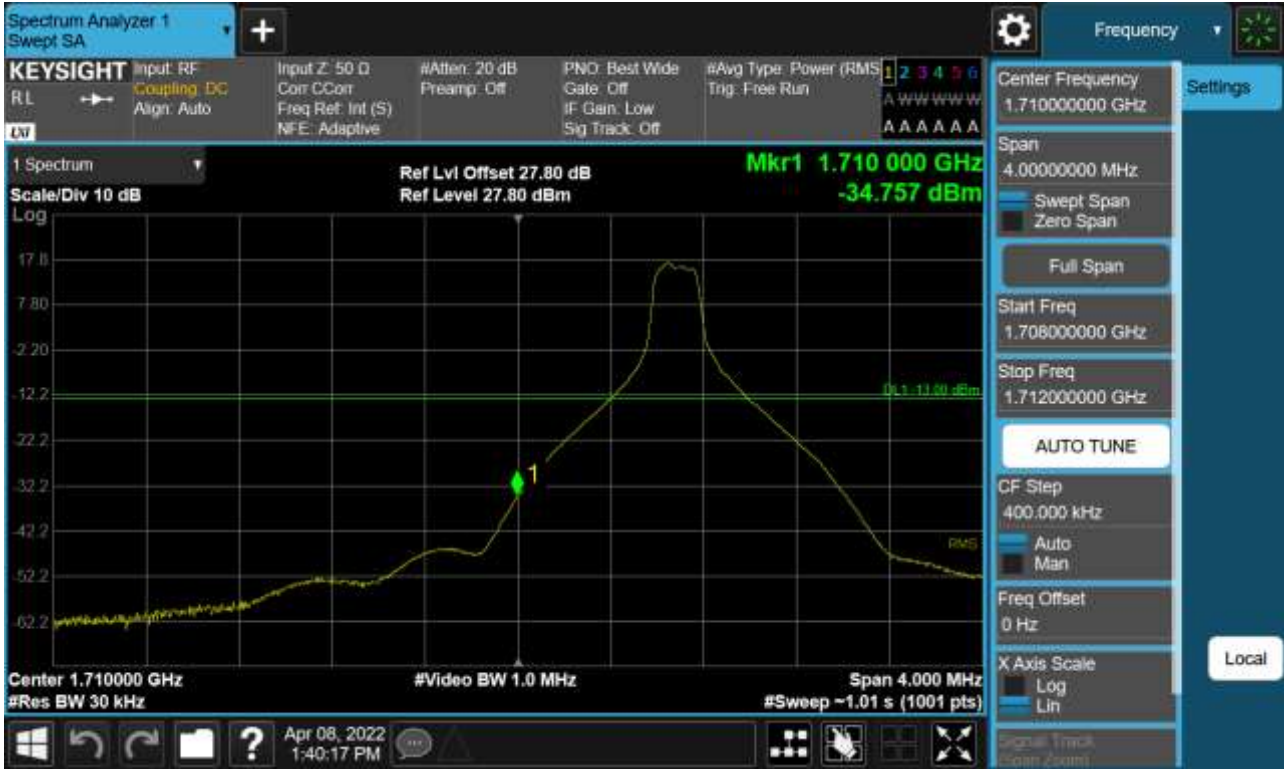 Spectrum Analyzer 1
Swept SA
Frequency
KEYSIGHT
RL
LXI
Input: RF
Coupling: DC
Align: Auto
Input Z: 50 Ω
Corr CCorr
Freq Ref: Int (S)
NFE: Adaptive
#Atten: 20 dB
Preamp: Off
PNO: Best Wide
Gate: Off
IF Gain: Low
Sig Track: Off
#Avg Type: Power (RMS
Trig: Free Run
1 2 3 4 5 6
A W W W W W
A A A A A A
1 Spectrum
Scale/Div 10 dB
Log
Ref Lvl Offset 27.80 dB
Ref Level 27.80 dBm
Mkr1 1.710 000 GHz
-34.757 dBm
17.8
7.80
-2.20
-12.2
-22.2
-32.2
-42.2
-52.2
-62.2
DL1 -13.00 dBm
1
RMS
Center 1.710000 GHz
#Res BW 30 kHz
#Video BW 1.0 MHz
Span 4.000 MHz
#Sweep ~1.01 s (1001 pts)
Center Frequency
1.710000000 GHz
Settings
Span
4.00000000 MHz
Swept Span
Zero Span
Full Span
Start Freq
1.708000000 GHz
Stop Freq
1.712000000 GHz
AUTO TUNE
CF Step
400.000 kHz
Auto
Man
Freq Offset
0 Hz
X Axis Scale
Log
Lin
Signal Track
(Span Zoom)
Local
?
Apr 08, 2022
1:40:17 PM